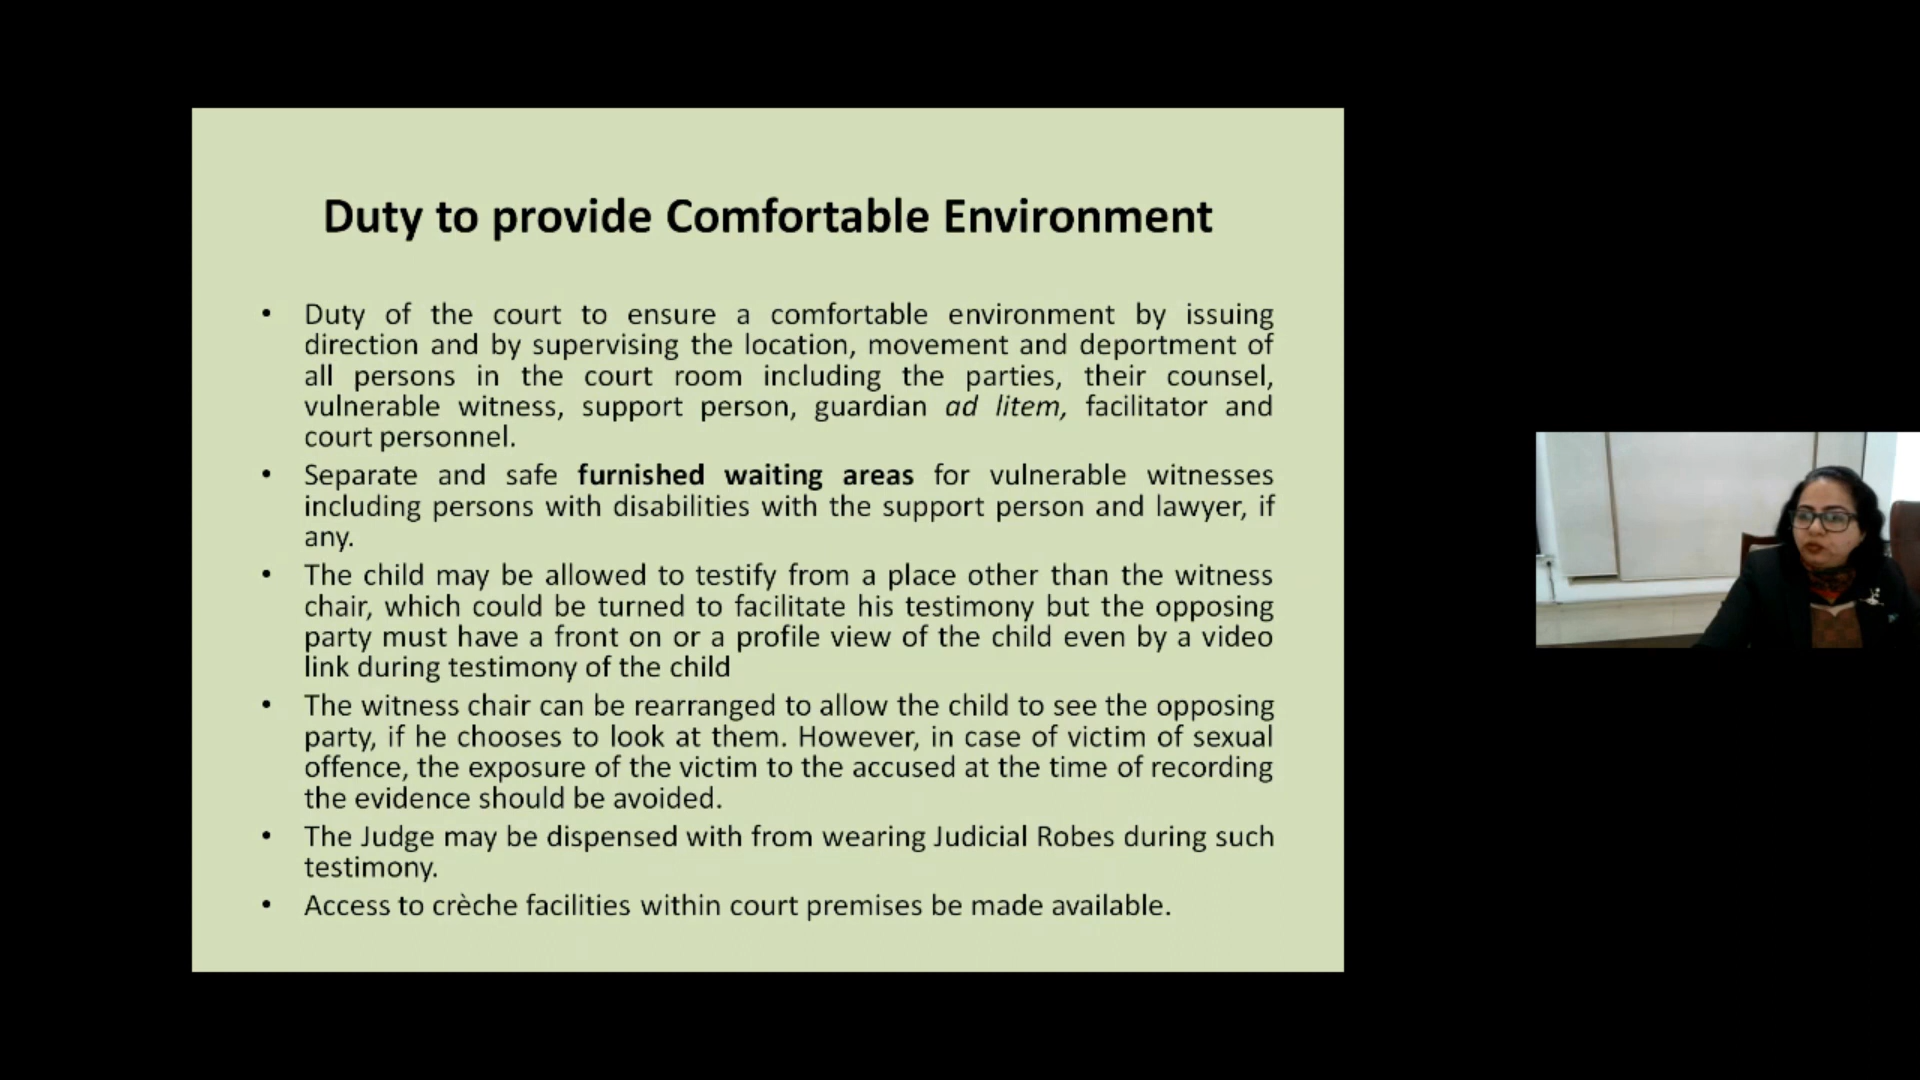 Duty to provide Comfortable Environment
• Duty of the court to ensure a comfortable environment by issuing
direction and by supervising the location, movement and deportment of
all persons in the court room including the parties, their counsel,
vulnerable witness, support person, guardian ad litem, facilitator and
court personnel.
• Separate and safe furnished waiting areas for vulnerable witnesses
including persons with disabilities with the support person and lawyer, if
any.
• The child may be allowed to testify from a place other than the witness
chair, which could be turned to facilitate his testimony but the opposing
party must have a front on or a profile view of the child even by a video
link during testimony of the child
• The witness chair can be rearranged to allow the child to see the opposing
party, if he chooses to look at them. However, in case of victim of sexual
offence, the exposure of the victim to the accused at the time of recording
the evidence should be avoided.
• The Judge may be dispensed with from wearing Judicial Robes during such
testimony.
• Access to crèche facilities within court premises be made available.